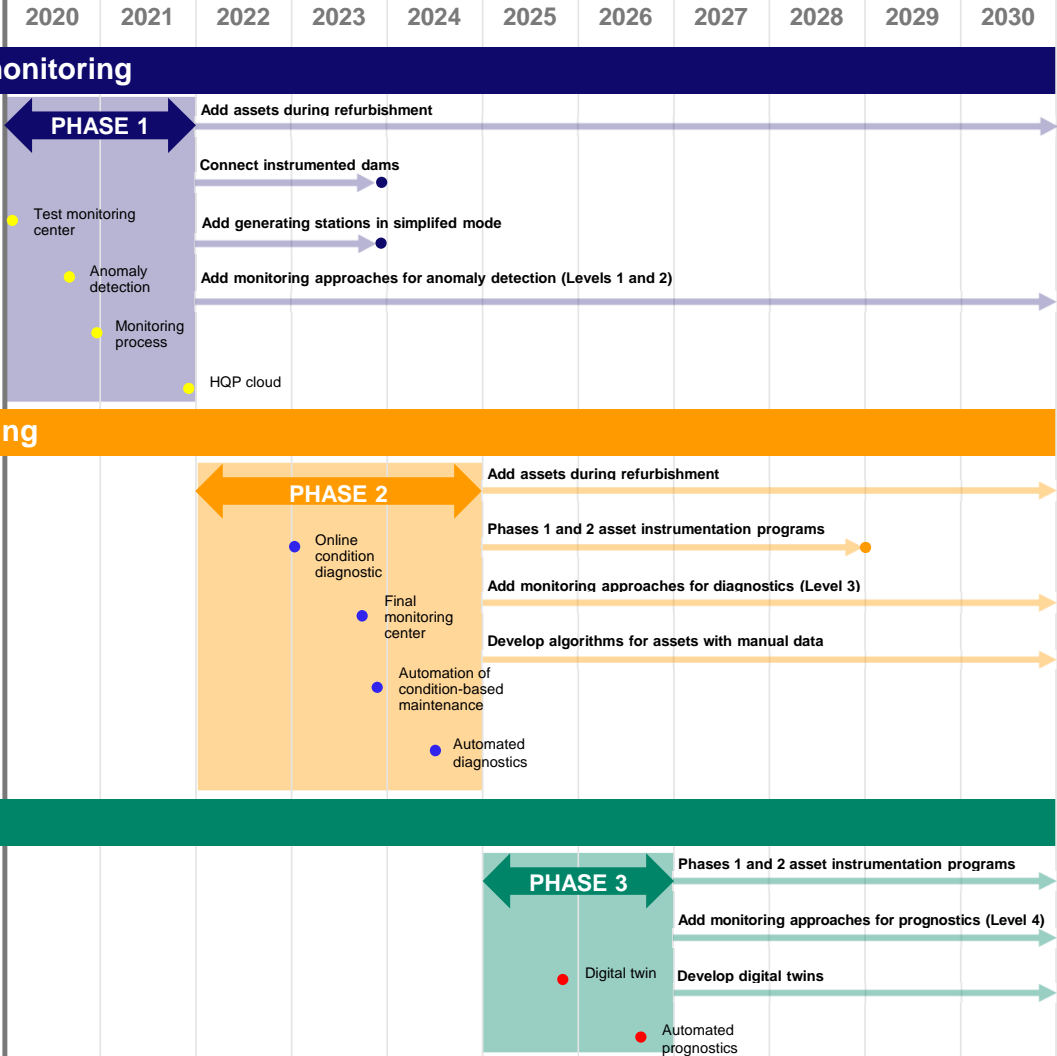 2020 2021 2022 2023 2024 2025 2026 2027 2028 2029 2030
onitoring
PHASE 1
Add assets during refurbishment
Connect instrumented dams
Test monitoring
center
Add generating stations in simplifed mode
Anomaly
detection
Add monitoring approaches for anomaly detection (Levels 1 and 2)
Monitoring
process
HQP cloud
ng
PHASE 2
Add assets during refurbishment
Phases 1 and 2 asset instrumentation programs
Online
condition
diagnostic
Add monitoring approaches for diagnostics (Level 3)
Final
monitoring
center
Develop algorithms for assets with manual data
Automation of
condition-based
maintenance
Automated
diagnostics
PHASE 3
Phases 1 and 2 asset instrumentation programs
Add monitoring approaches for prognostics (Level 4)
Digital twin
Develop digital twins
Automated
prognostics